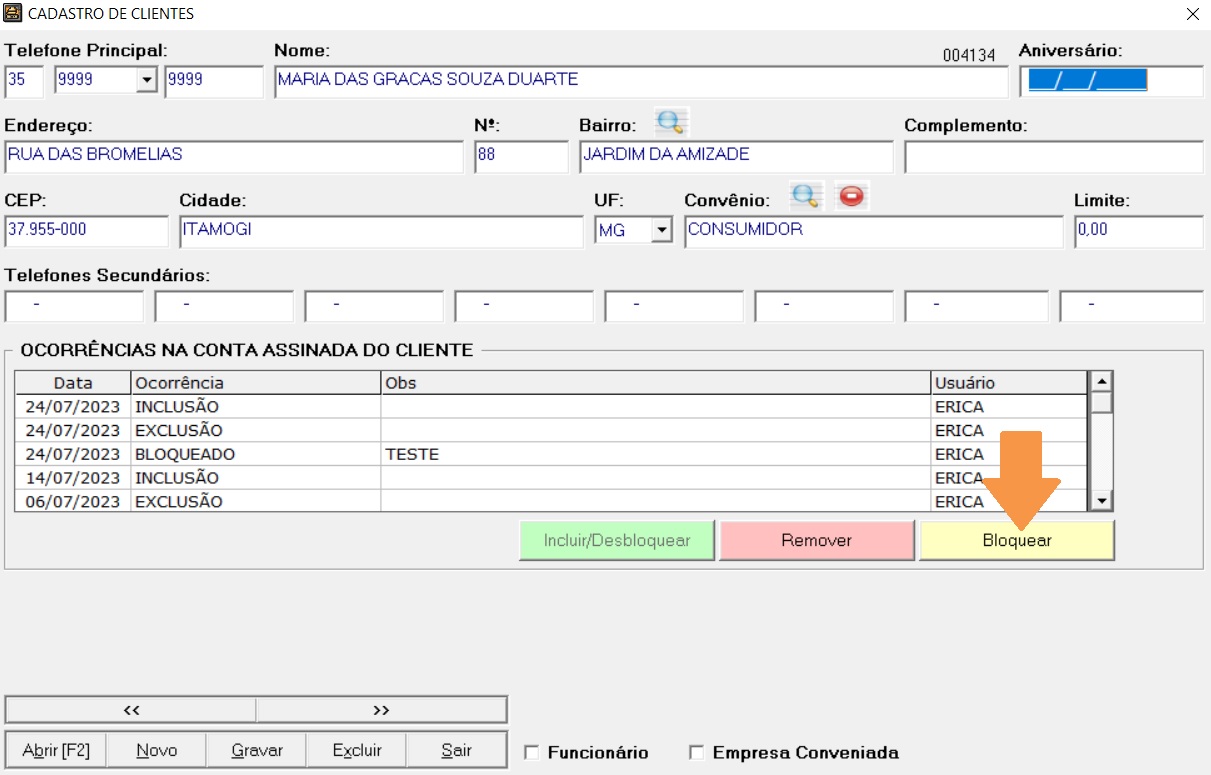 CADASTRO DE CLIENTES
Telefone Principal: Nome: 004134 Aniversário:
35 9999 9999 MARIA DAS GRACAS SOUZA DUARTE __/__/____
Endereço: Nº: Bairro: Complemento:
RUA DAS BROMELIAS 88 JARDIM DA AMIZADE
CEP: Cidade: UF: Convênio: Limite:
37.955-000 ITAMOGI MG CONSUMIDOR 0,00
Telefones Secundários:
- - - - - - - -
OCORRÊNCIAS NA CONTA ASSINADA DO CLIENTE
Data Ocorrência Obs Usuário
24/07/2023 INCLUSÃO ERICA
24/07/2023 EXCLUSÃO ERICA
24/07/2023 BLOQUEADO TESTE ERICA
14/07/2023 INCLUSÃO ERICA
06/07/2023 EXCLUSÃO ERICA
Incluir/Desbloquear Remover Bloquear
<< >>
Abrir [F2] Novo Gravar Excluir Sair Funcionário Empresa Conveniada